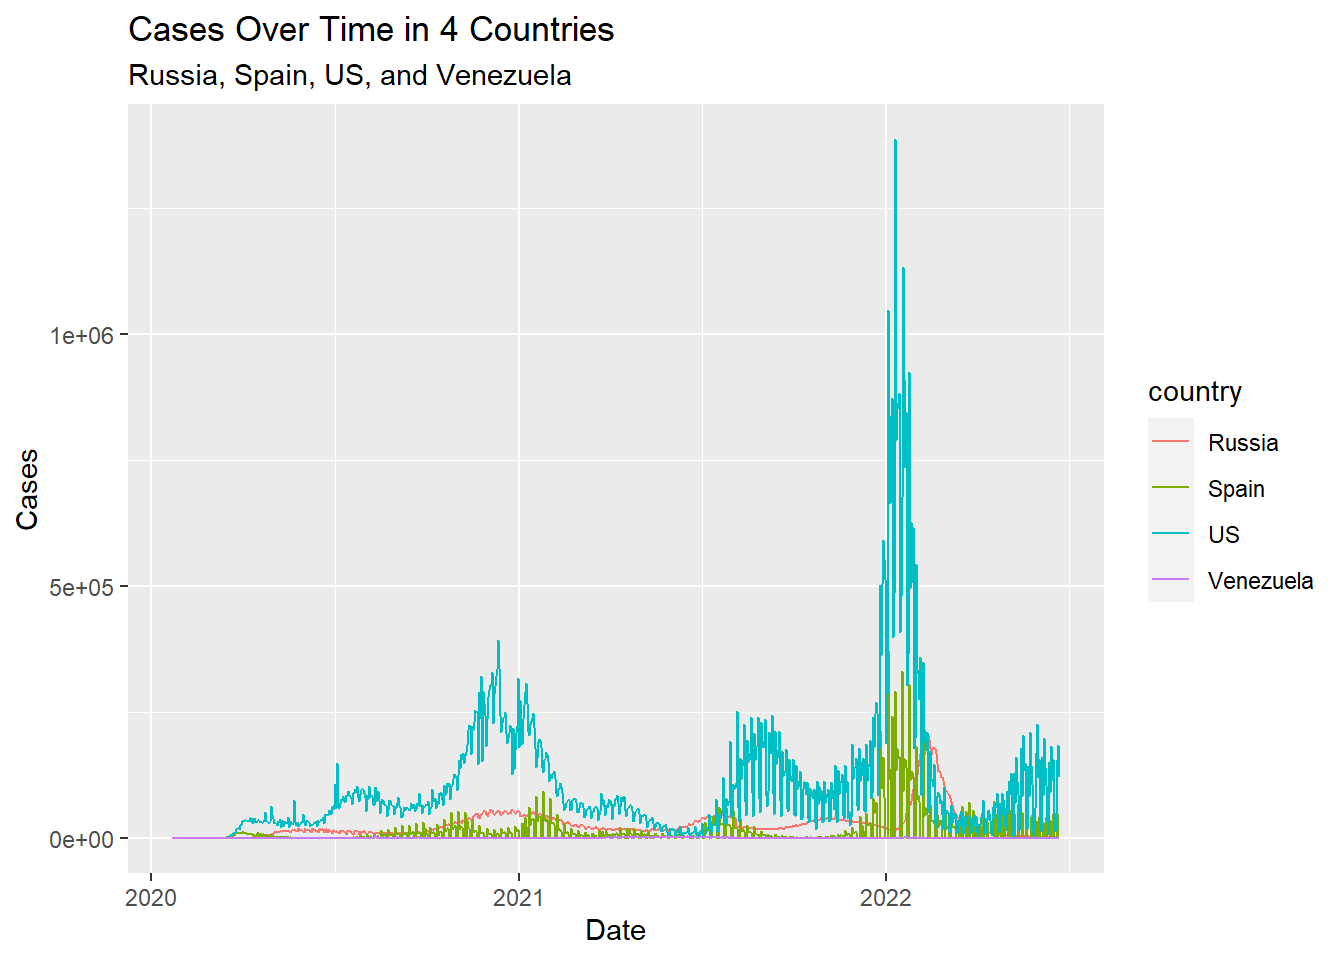 Cases Over Time in 4 Countries
Russia, Spain, US, and Venezuela
Cases
1e+06
5e+05
0e+00
2020
2021
2022
Date
country
Russia
Spain
US
Venezuela